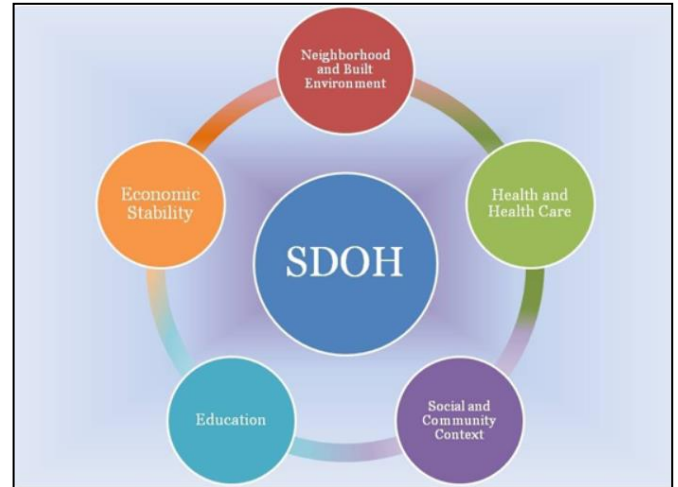 Neighborhood
and Built
Environment
Economic
Stability
Health and
Health Care
SDOH
Education
Social and
Community
Context